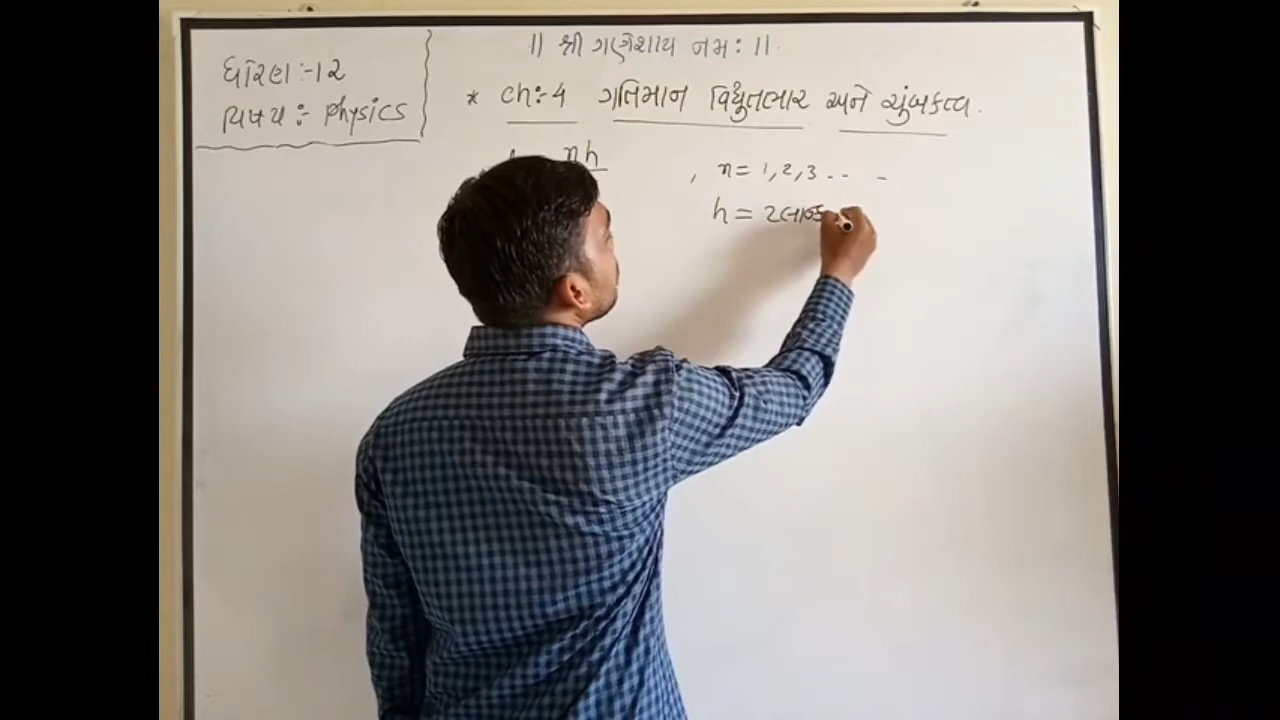 ॥ શ્રી ગણેશાય નમઃ ॥
ધોરણ :- 12
વિષય :- Physics
* Ch:-4 ગતિમાન વિદ્યુતભાર અને ચુંબકત્વ.
nh , n = 1, 2, 3 .. -
h =